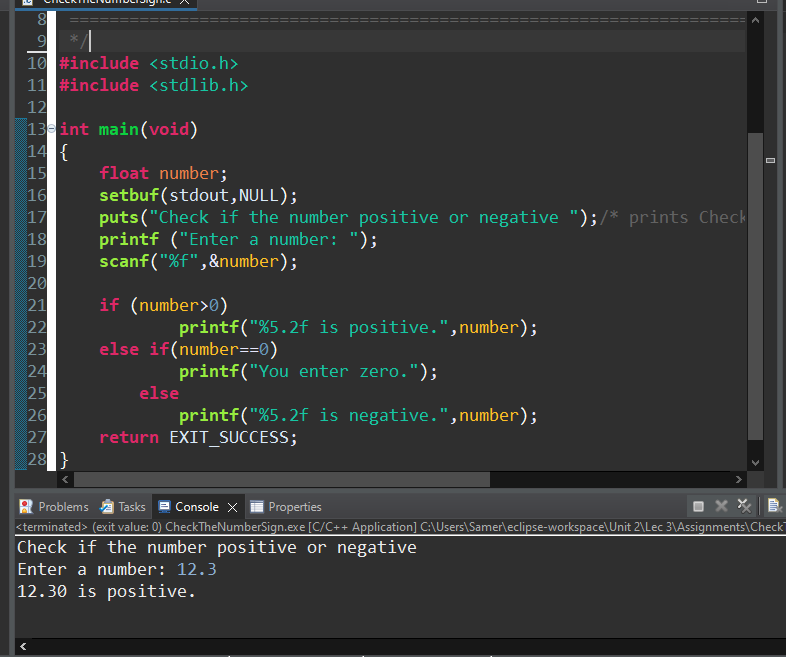 CheckTheNumberSign.c
8 ====================================================================
9 */
10 #include <stdio.h>
11 #include <stdlib.h>
12
13 int main(void)
14 {
15 float number;
16 setbuf(stdout,NULL);
17 puts("Check if the number positive or negative ");/* prints Check
18 printf ("Enter a number: ");
19 scanf("%f",&number);
20
21 if (number>0)
22 printf("%5.2f is positive.",number);
23 else if(number==0)
24 printf("You enter zero.");
25 else
26 printf("%5.2f is negative.",number);
27 return EXIT_SUCCESS;
28 }
Problems Tasks Console Properties
<terminated> (exit value: 0) CheckTheNumberSign.exe [C/C++ Application] C:\Users\Samer\eclipse-workspace\Unit 2\Lec 3\Assignments\Check
Check if the number positive or negative
Enter a number: 12.3
12.30 is positive.